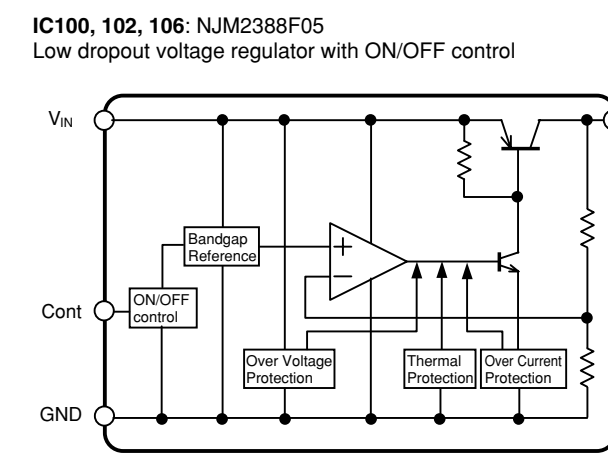 IC100, 102, 106: NJM2388F05
Low dropout voltage regulator with ON/OFF control
VIN
Bandgap
Reference
+
−
Cont
ON/OFF
control
Over Voltage
Protection
Thermal
Protection
Over Current
Protection
GND